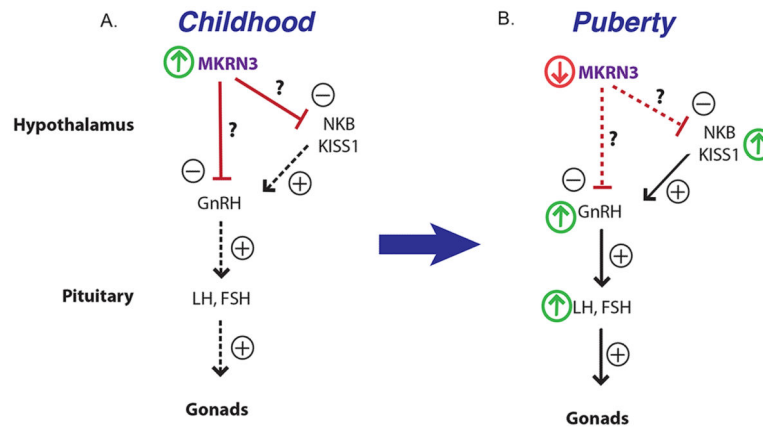 A.
Childhood
MKRN3
?
?
−
Hypothalamus
NKB
KISS1
−
+
GnRH
+
Pituitary
LH, FSH
+
Gonads
B.
Puberty
MKRN3
?
?
−
NKB
KISS1
−
+
GnRH
+
LH, FSH
+
Gonads